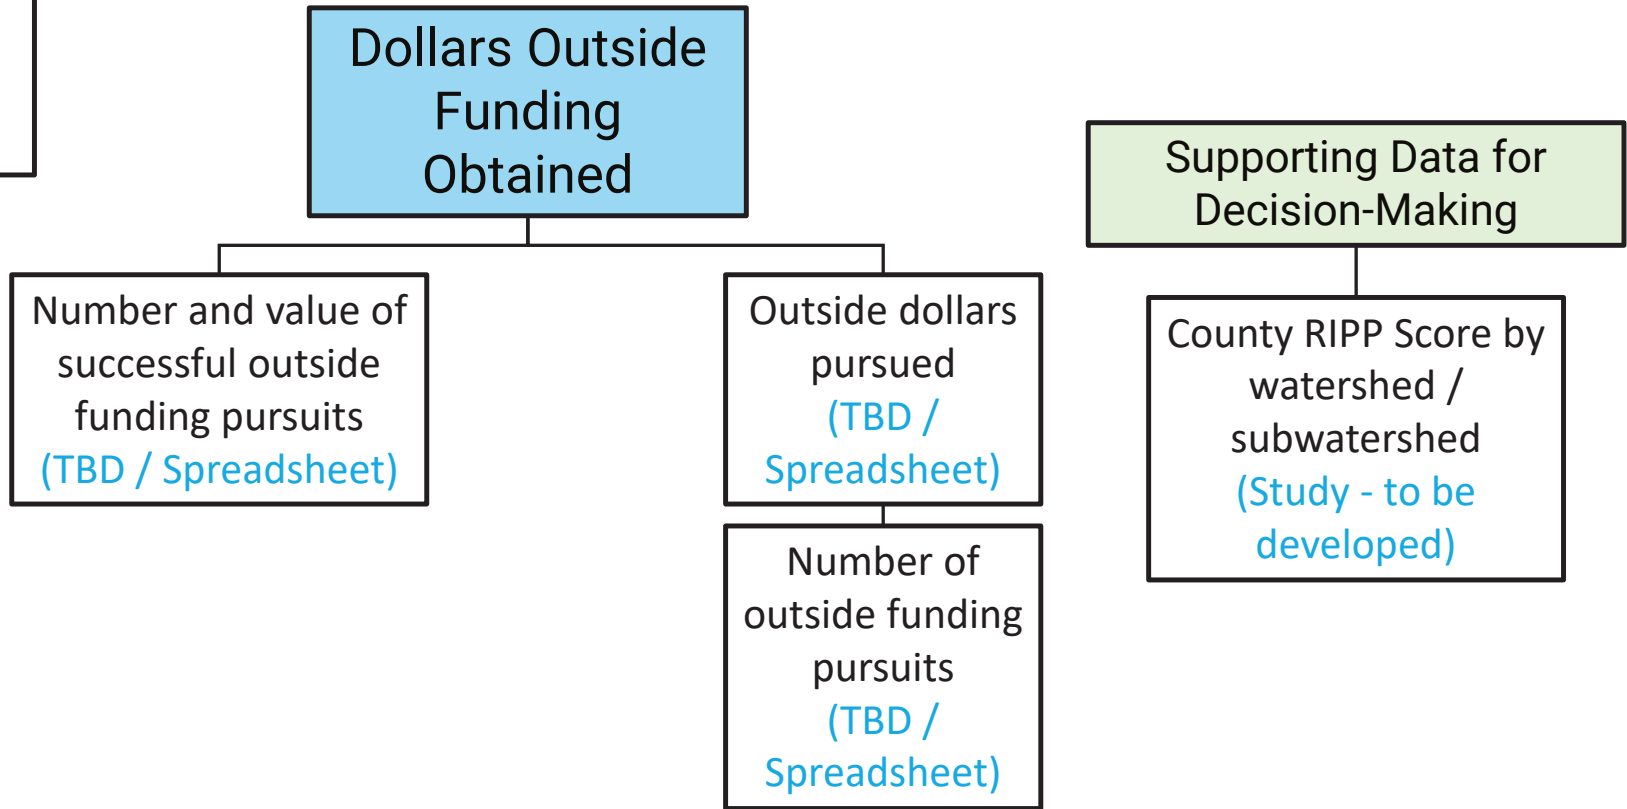 Dollars Outside
Funding
Obtained
Number and value of
successful outside
funding pursuits
(TBD / Spreadsheet)
Outside dollars
pursued
(TBD /
Spreadsheet)
Number of
outside funding
pursuits
(TBD /
Spreadsheet)
Supporting Data for
Decision-Making
County RIPP Score by
watershed /
subwatershed
(Study - to be
developed)